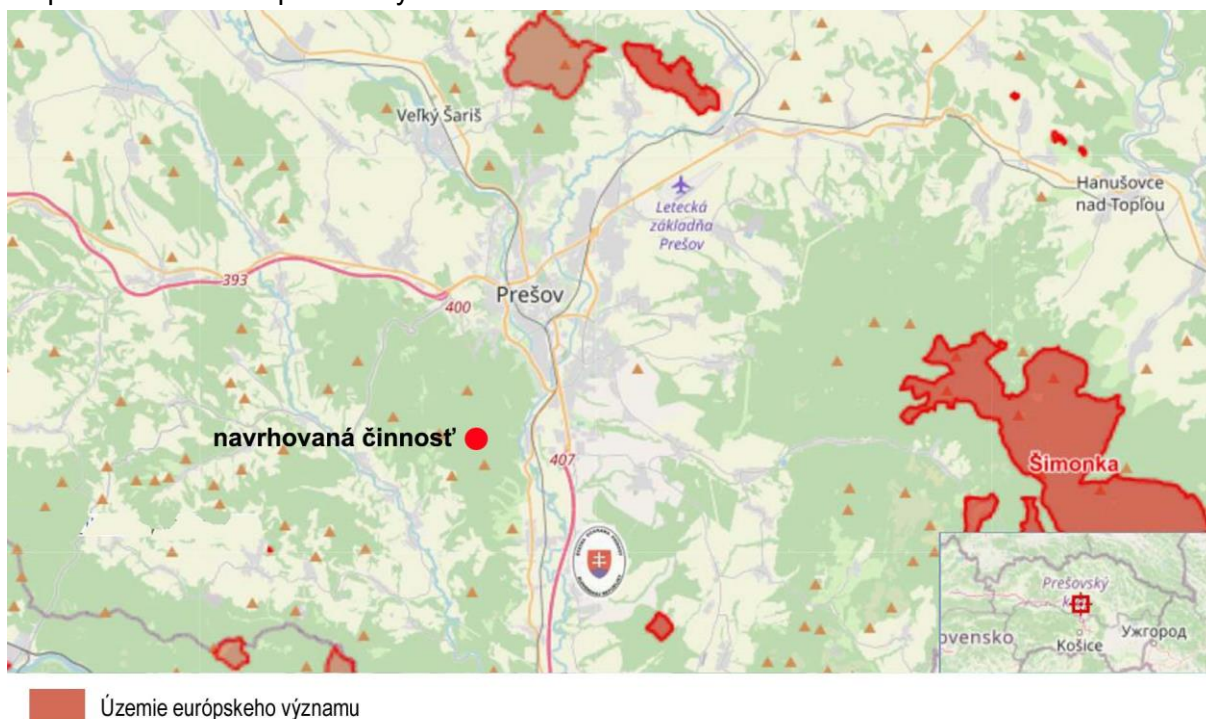 Veľký Šariš
Hanušovce
nad Topľou
Letecká
základňa
Prešov
393
400
Prešov
navrhovaná činnosť
407
Šimonka
Prešovský
vensko
Košice
Ужгород
Územie európskeho významu